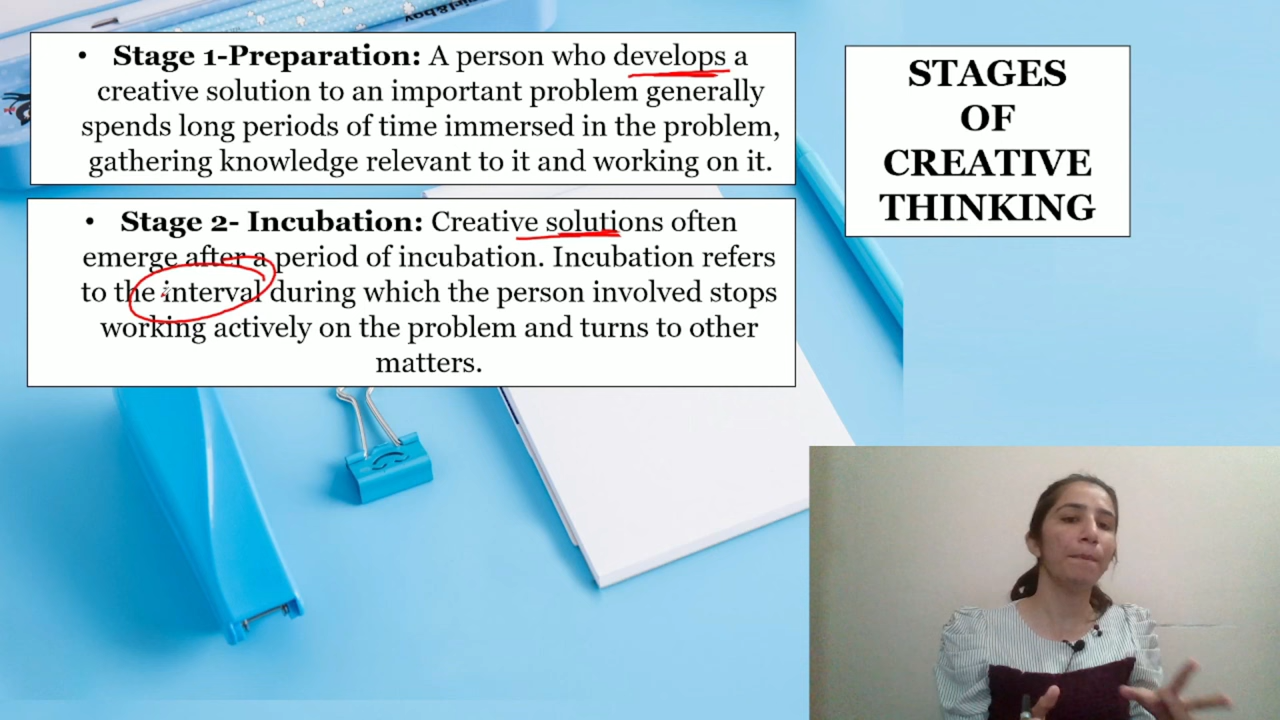 girl&boy
• Stage 1-Preparation: A person who develops a
creative solution to an important problem generally
spends long periods of time immersed in the problem,
gathering knowledge relevant to it and working on it.
• Stage 2- Incubation: Creative solutions often
emerge after a period of incubation. Incubation refers
to the interval during which the person involved stops
working actively on the problem and turns to other
matters.
STAGES
OF
CREATIVE
THINKING